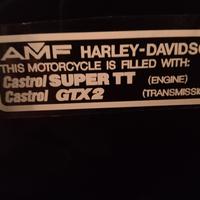 AMF HARLEY-DAVIDSO
THIS MOTORCYCLE IS FILLED WITH:
Castrol SUPER TT (ENGINE)
Castrol GTX2 (TRANSMISSI